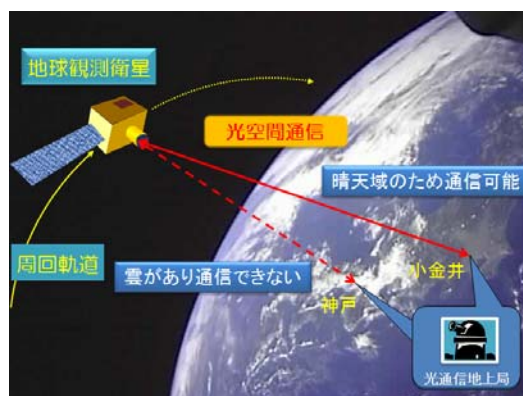 地球観測衛星
光空間通信
晴天域のため通信可能
周回軌道
雲があり通信できない
小金井
神戸
光通信地上局